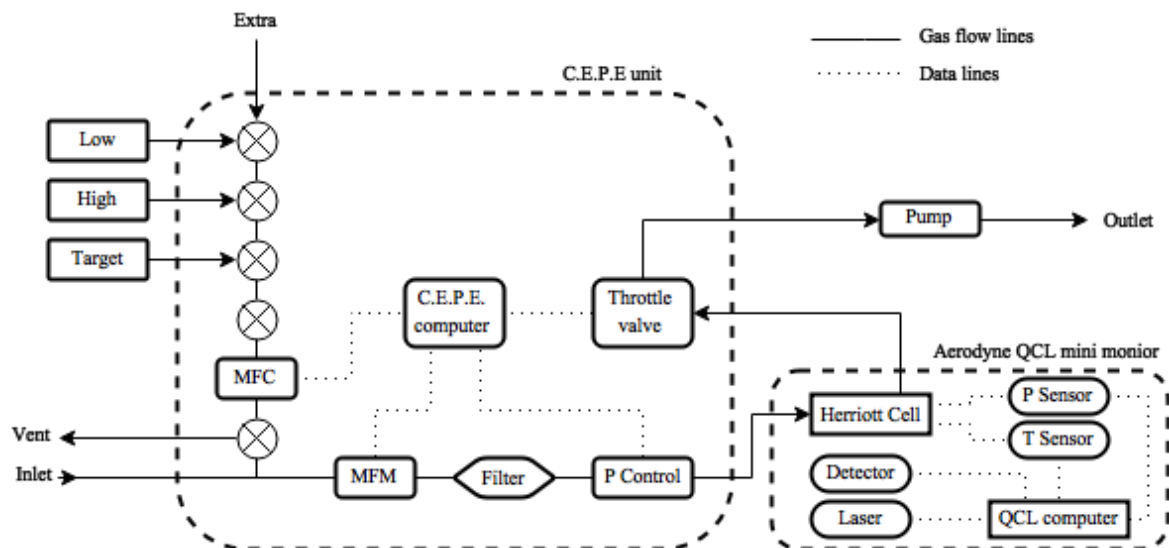 Extra
Gas flow lines
Data lines
C.E.P.E unit
Low
High
Target
Pump
Outlet
C.E.P.E.
computer
Throttle
valve
MFC
Aerodyne QCL mini monior
Herriott Cell
P Sensor
T Sensor
Vent
Inlet
MFM
Filter
P Control
Detector
Laser
QCL computer